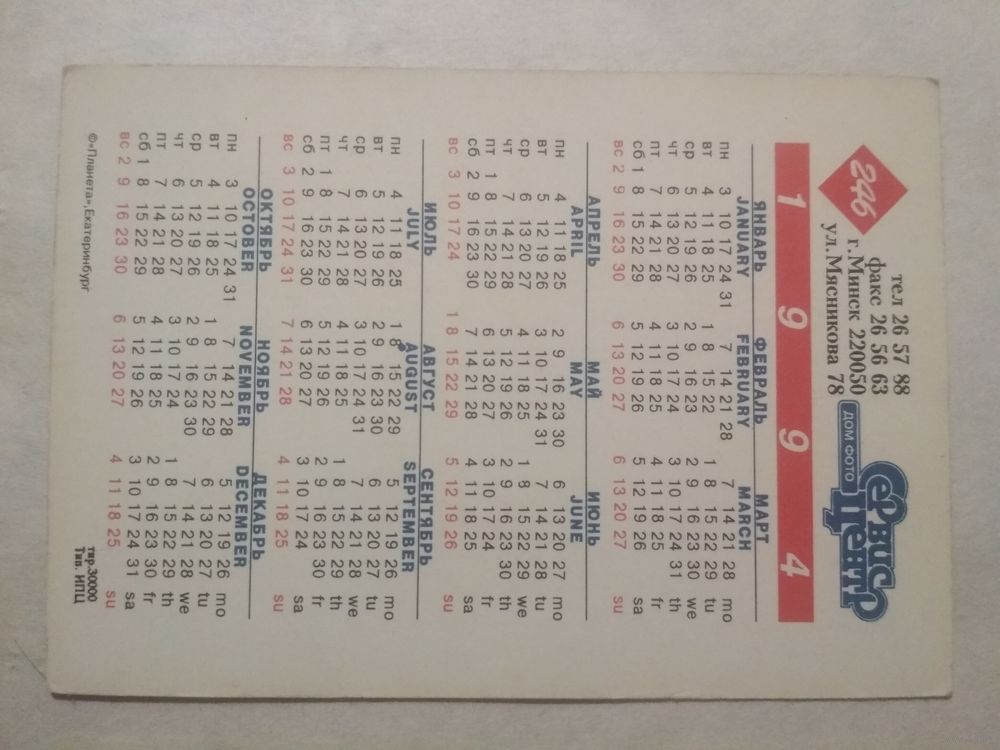 246
тел 26 57 88
факс 26 56 63
г.Минск 220050
ул.Мясникова 78
Сервис
ДОМ ФОТО Центр
1 9 9 4
ЯНВАРЬ ФЕВРАЛЬ МАРТ
JANUARY FEBRUARY MARCH
пн 3 10 17 24 31 7 14 21 28 7 14 21 28 mo
вт 4 11 18 25 1 8 15 22 1 8 15 22 29 tu
ср 5 12 19 26 2 9 16 23 2 9 16 23 30 we
чт 6 13 20 27 3 10 17 24 3 10 17 24 31 th
пт 7 14 21 28 4 11 18 25 4 11 18 25 fr
сб 1 8 15 22 29 5 12 19 26 5 12 19 26 sa
вс 2 9 16 23 30 6 13 20 27 6 13 20 27 su
АПРЕЛЬ МАЙ ИЮНЬ
APRIL MAY JUNE
пн 4 11 18 25 2 9 16 23 30 6 13 20 27
вт 5 12 19 26 3 10 17 24 31 7 14 21 28
ср 6 13 20 27 4 11 18 25 1 8 15 22 29
чт 7 14 21 28 5 12 19 26 2 9 16 23 30
пт 1 8 15 22 29 6 13 20 27 3 10 17 24
сб 2 9 16 23 30 7 14 21 28 4 11 18 25
вс 3 10 17 24 1 8 15 22 29 5 12 19 26
ИЮЛЬ АВГУСТ СЕНТЯБРЬ
JULY AUGUST SEPTEMBER
пн 4 11 18 25 1 8 15 22 29 5 12 19 26 mo
вт 5 12 19 26 2 9 16 23 30 6 13 20 27 tu
ср 6 13 20 27 3 10 17 24 31 7 14 21 28 we
чт 7 14 21 28 4 11 18 25 1 8 15 22 29 th
пт 1 8 15 22 29 5 12 19 26 2 9 16 23 30 fr
сб 2 9 16 23 30 6 13 20 27 3 10 17 24 sa
вс 3 10 17 24 31 7 14 21 28 4 11 18 25
ОКТЯБРЬ НОЯБРЬ ДЕКАБРЬ
OCTOBER NOVEMBER DECEMBER
пн 3 10 17 24 31 7 14 21 28 5 12 19 26 mo
вт 4 11 18 25 1 8 15 22 29 6 13 20 27 tu
ср 5 12 19 26 2 9 16 23 30 7 14 21 28 we
чт 6 13 20 27 3 10 17 24 1 8 15 22 29 th
пт 7 14 21 28 4 11 18 25 2 9 16 23 30 fr
сб 1 8 15 22 29 5 12 19 26 3 10 17 24 31 sa
вс 2 9 16 23 30 6 13 20 27 4 11 18 25 su
©«Планета»,Екатеринбург
тир.30000
Тип. ИПЦ